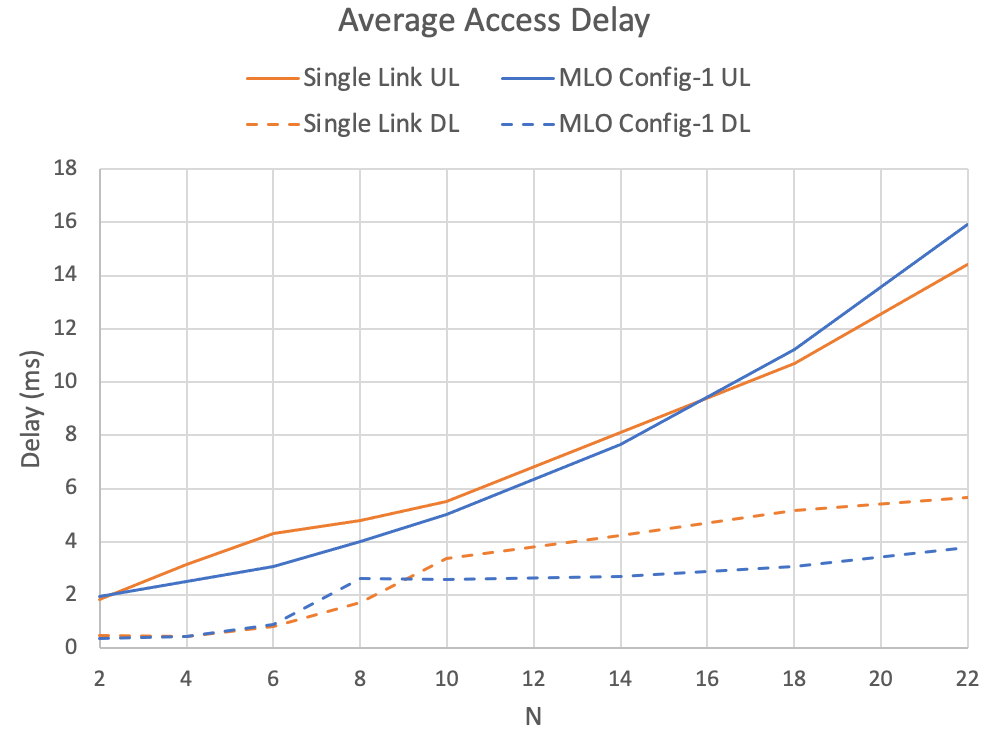 Average Access Delay
Single Link UL
MLO Config-1 UL
Single Link DL
MLO Config-1 DL
18
16
14
12
10
8
6
4
2
0
Delay (ms)
2 4 6 8 10 12 14 16 18 20 22
N